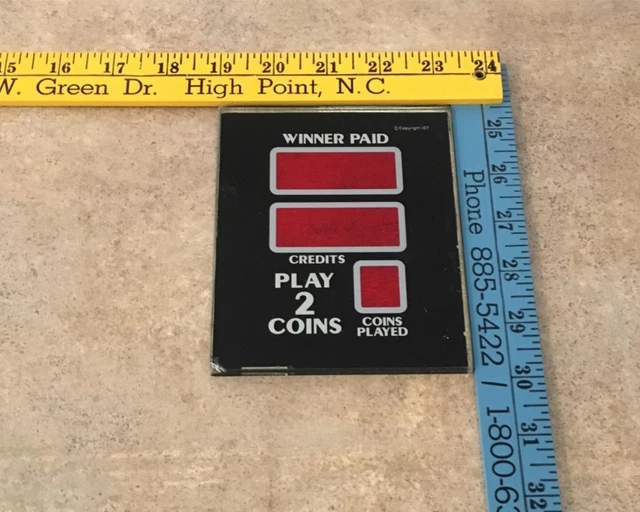 15 16 17 18 19 20 21 22 23 24
W. Green Dr. High Point, N.C.
WINNER PAID
CREDITS
PLAY
2
COINS
COINS
PLAYED
25 26 27 28 29 30 31 32
Phone 885-5422 / 1-800-63